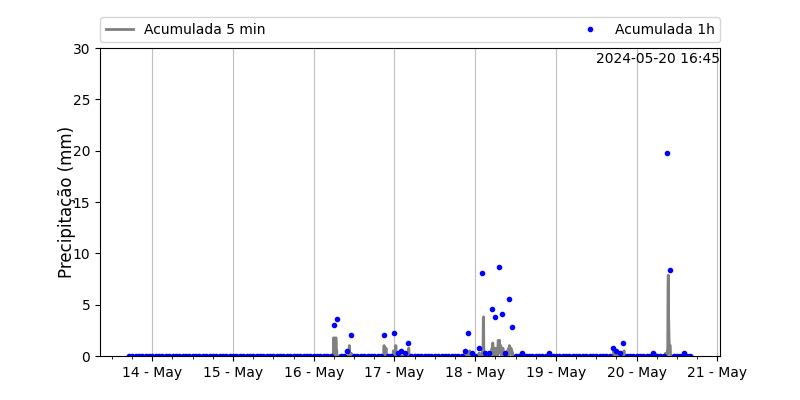 Acumulada 5 min
Acumulada 1h
2024-05-20 16:45
Precipitação (mm)
30
25
20
15
10
5
0
14 - May
15 - May
16 - May
17 - May
18 - May
19 - May
20 - May
21 - May